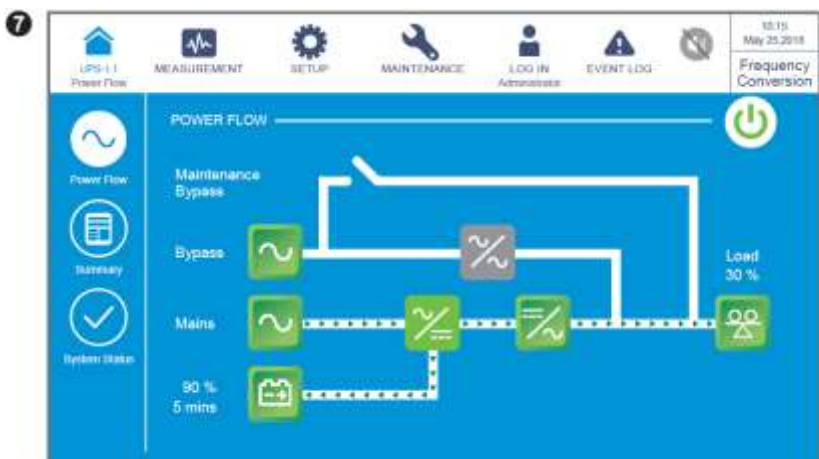 7
UPS-1.1
Power Flow
MEASUREMENT
SETUP
MAINTENANCE
LOG IN
Administrator
EVENT LOG
10:15
May 25,2018
Frequency
Conversion
POWER FLOW
Power Flow
Maintenance
Bypass
Bypass
Summary
Load
30 %
Mains
System Status
90 %
5 mins